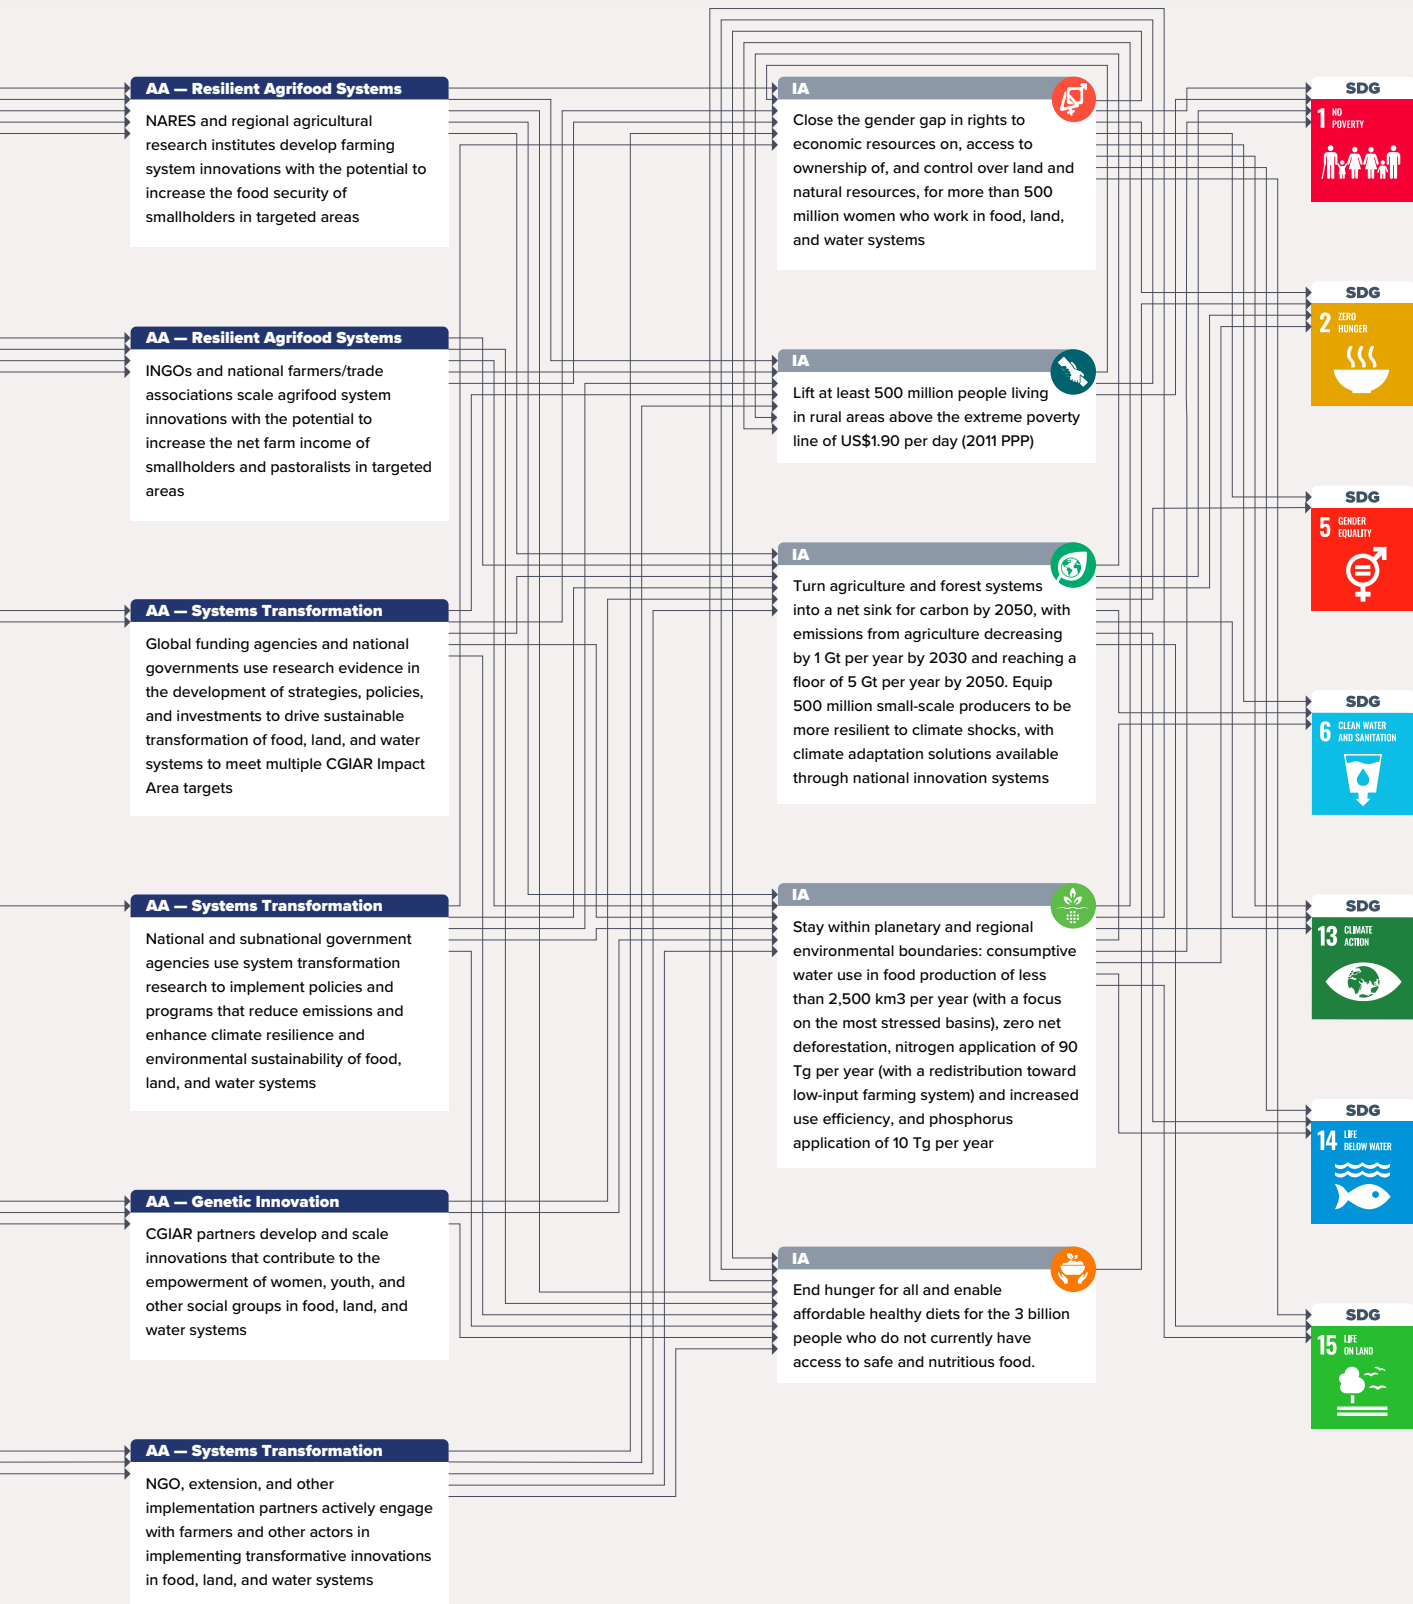 AA — Resilient Agrifood Systems
NARES and regional agricultural
research institutes develop farming
system innovations with the potential to
increase the food security of
smallholders in targeted areas
AA — Resilient Agrifood Systems
INGOs and national farmers/trade
associations scale agrifood system
innovations with the potential to
increase the net farm income of
smallholders and pastoralists in targeted
areas
AA — Systems Transformation
Global funding agencies and national
governments use research evidence in
the development of strategies, policies,
and investments to drive sustainable
transformation of food, land, and water
systems to meet multiple CGIAR Impact
Area targets
AA — Systems Transformation
National and subnational government
agencies use system transformation
research to implement policies and
programs that reduce emissions and
enhance climate resilience and
environmental sustainability of food,
land, and water systems
AA — Genetic Innovation
CGIAR partners develop and scale
innovations that contribute to the
empowerment of women, youth, and
other social groups in food, land, and
water systems
AA — Systems Transformation
NGO, extension, and other
implementation partners actively engage
with farmers and other actors in
implementing transformative innovations
in food, land, and water systems
IA
Close the gender gap in rights to
economic resources on, access to
ownership of, and control over land and
natural resources, for more than 500
million women who work in food, land,
and water systems
IA
Lift at least 500 million people living
in rural areas above the extreme poverty
line of US$1.90 per day (2011 PPP)
IA
Turn agriculture and forest systems
into a net sink for carbon by 2050, with
emissions from agriculture decreasing
by 1 Gt per year by 2030 and reaching a
floor of 5 Gt per year by 2050. Equip
500 million small-scale producers to be
more resilient to climate shocks, with
climate adaptation solutions available
through national innovation systems
IA
Stay within planetary and regional
environmental boundaries: consumptive
water use in food production of less
than 2,500 km3 per year (with a focus
on the most stressed basins), zero net
deforestation, nitrogen application of 90
Tg per year (with a redistribution toward
low-input farming system) and increased
use efficiency, and phosphorus
application of 10 Tg per year
IA
End hunger for all and enable
affordable healthy diets for the 3 billion
people who do not currently have
access to safe and nutritious food.
SDG
1 NO
POVERTY
SDG
2 ZERO
HUNGER
SDG
5 GENDER
EQUALITY
SDG
6 CLEAN WATER
AND SANITATION
SDG
13 CLIMATE
ACTION
SDG
14 LIFE
BELOW WATER
SDG
15 LIFE
ON LAND